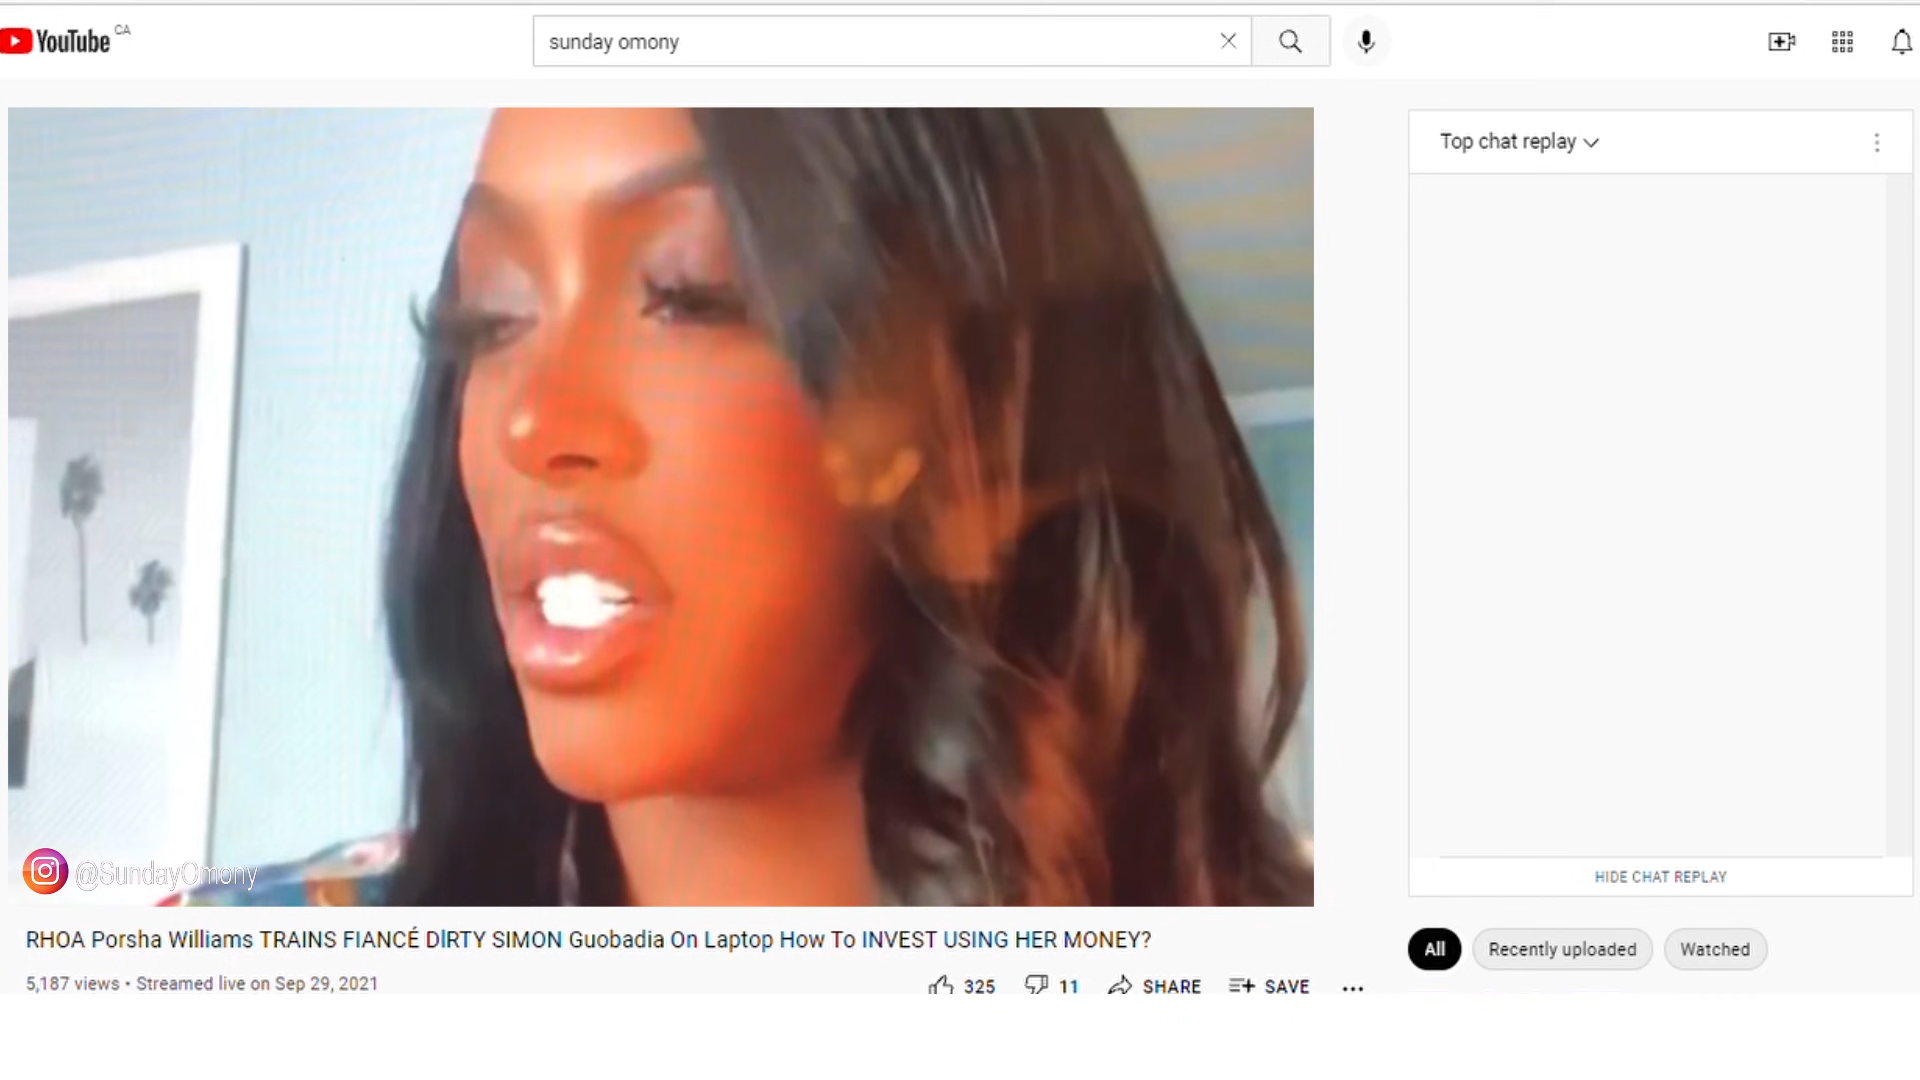 YouTube CA
sunday omony
Top chat replay
@SundayOmony
HIDE CHAT REPLAY
RHOA Porsha Williams TRAINS FIANCÉ DIRTY SIMON Guobadia On Laptop How To INVEST USING HER MONEY?
5,187 views • Streamed live on Sep 29, 2021
325 11 SHARE SAVE
All Recently uploaded Watched